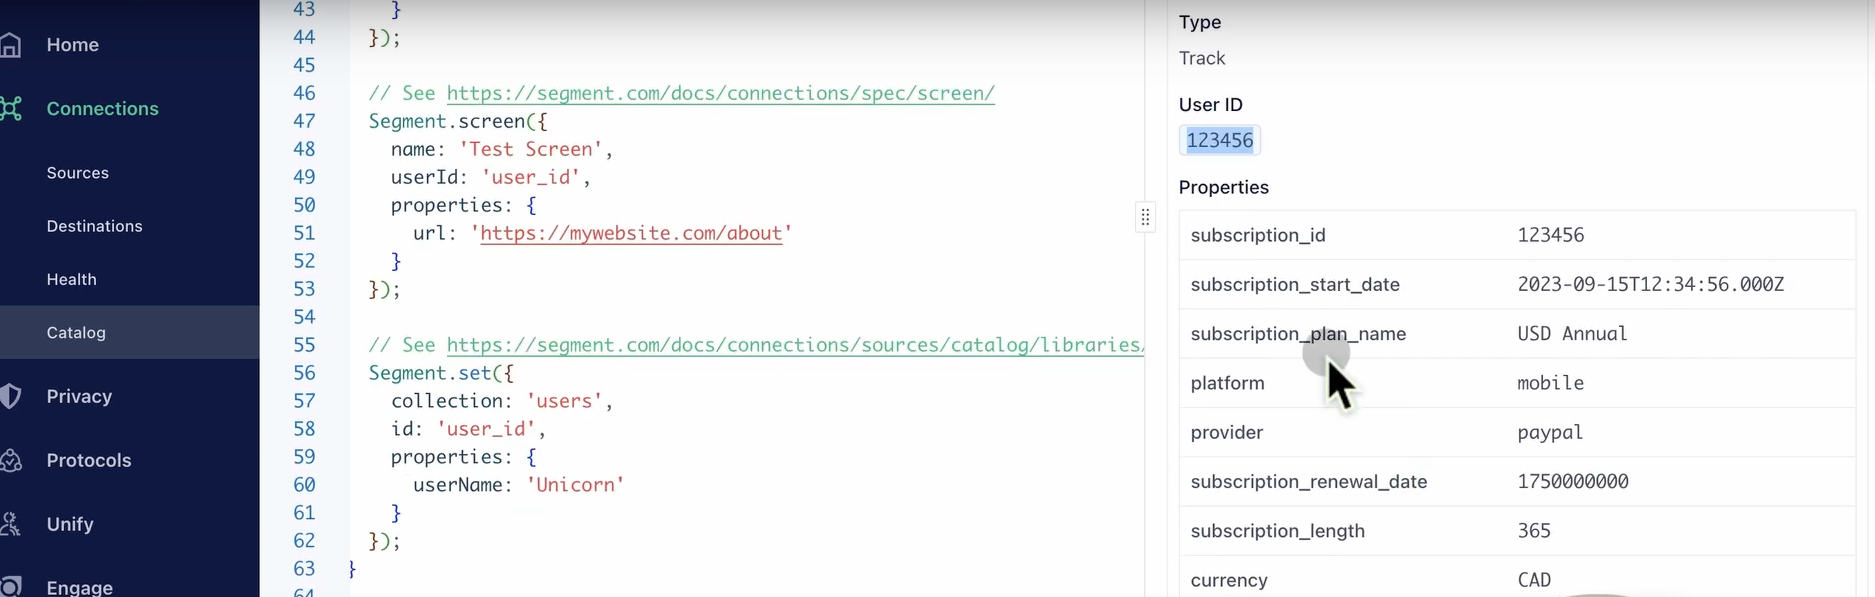 Home
Connections
Sources
Destinations
Health
Catalog
Privacy
Protocols
Unify
Engage
43 }
44 });
45
46 // See https://segment.com/docs/connections/spec/screen/
47 Segment.screen({
48 name: 'Test Screen',
49 userId: 'user_id',
50 properties: {
51 url: 'https://mywebsite.com/about'
52 }
53 });
54
55 // See https://segment.com/docs/connections/sources/catalog/libraries/
56 Segment.set({
57 collection: 'users',
58 id: 'user_id',
59 properties: {
60 userName: 'Unicorn'
61 }
62 });
63 }
64
Type
Track
User ID
123456
Properties
subscription_id 123456
subscription_start_date 2023-09-15T12:34:56.000Z
subscription_plan_name USD Annual
platform mobile
provider paypal
subscription_renewal_date 1750000000
subscription_length 365
currency CAD